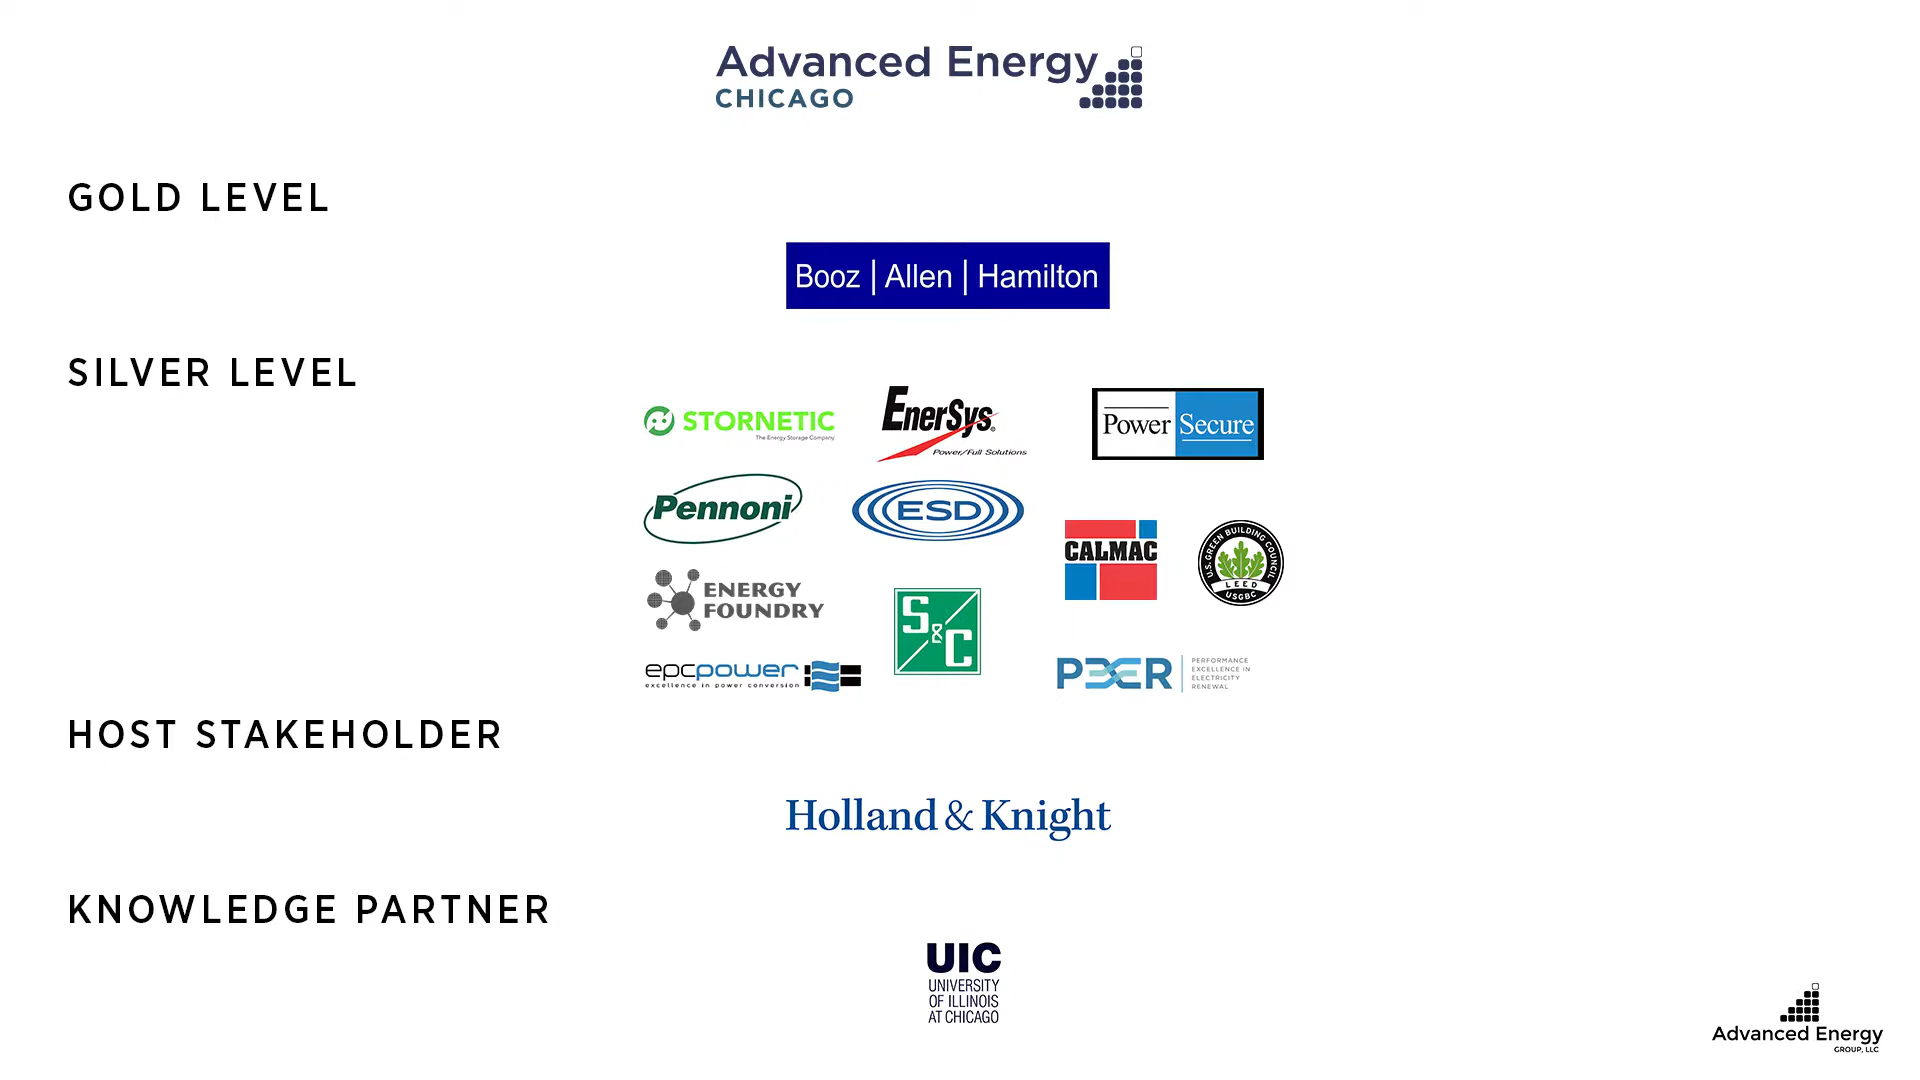 Advanced Energy
CHICAGO
GOLD LEVEL
Booz | Allen | Hamilton
SILVER LEVEL
STORNETIC
The Energy Storage Company
EnerSys®
Power/Full Solutions
Power Secure
Pennoni
ESD
CALMAC
U.S. GREEN BUILDING COUNCIL
LEED
USGBC
ENERGY
FOUNDRY
S&C
epcpower
excellence in power conversion
PEER
PERFORMANCE
EXCELLENCE IN
ELECTRICITY
RENEWAL
HOST STAKEHOLDER
Holland & Knight
KNOWLEDGE PARTNER
UIC
UNIVERSITY
OF ILLINOIS
AT CHICAGO
Advanced Energy
GROUP, LLC